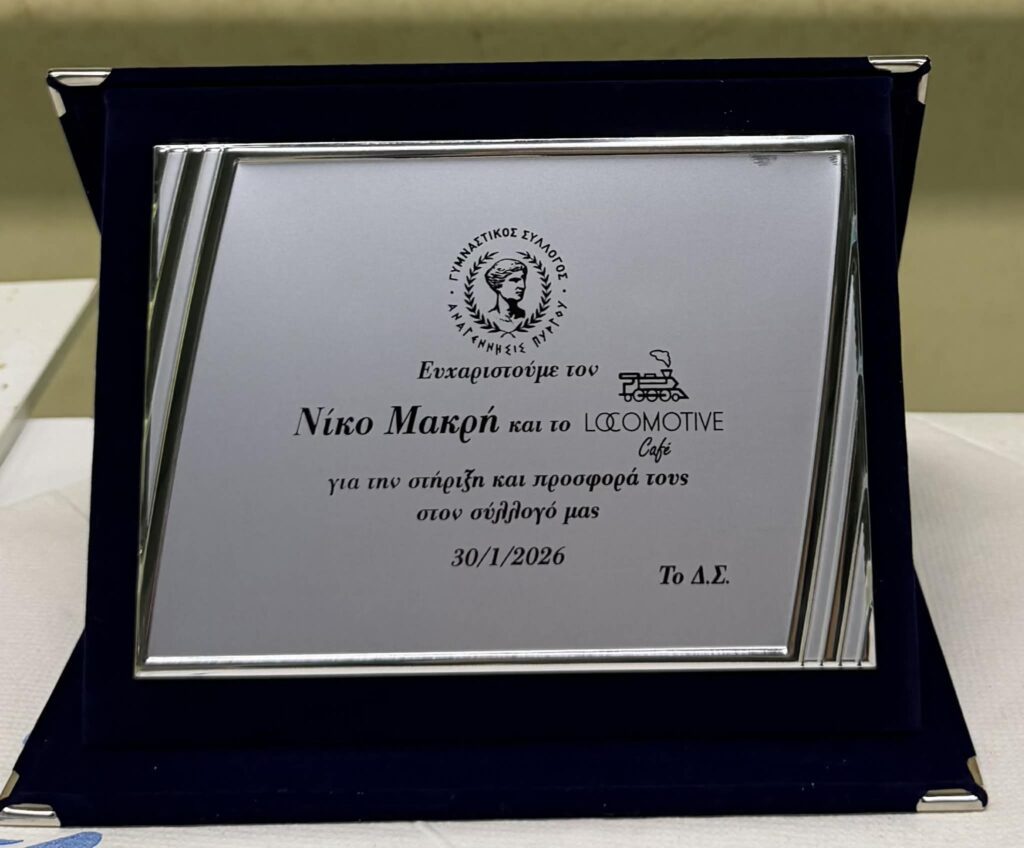 ΓΥΜΝΑΣΤΙΚΟΣ ΣΥΛΛΟΓΟΣ
ΑΝΑΓΕΝΝΗΣΙΣ ΠΥΡΓΟΥ
Ευχαριστούμε τον
Νίκο Μακρή και το LOCOMOTIVE
Café
για την στήριξη και προσφορά τους
στον σύλλογό μας
30/1/2026
Το Δ.Σ.